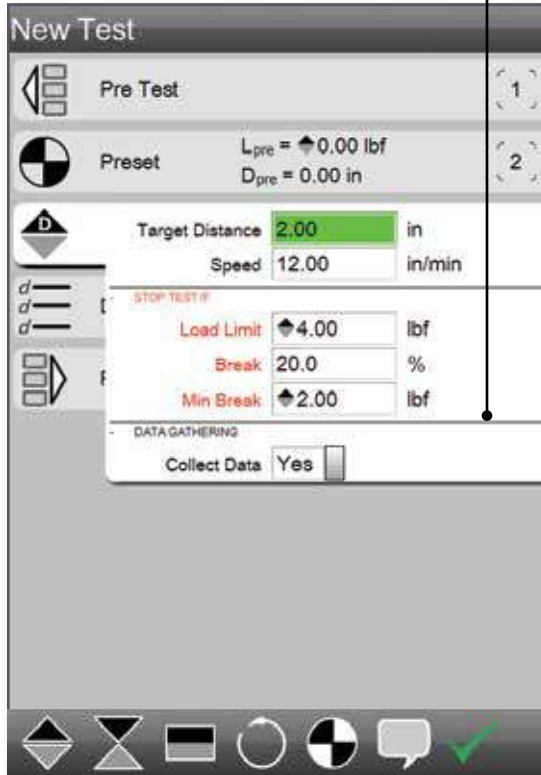 New Test
Pre Test 1
Preset Lpre = 0.00 lbf 2
Dpre = 0.00 in
D
Target Distance 2.00 in
Speed 12.00 in/min
d
d
d
STOP TEST IF
Load Limit 4.00 lbf
Break 20.0 %
Min Break 2.00 lbf
DATA GATHERING
Collect Data Yes